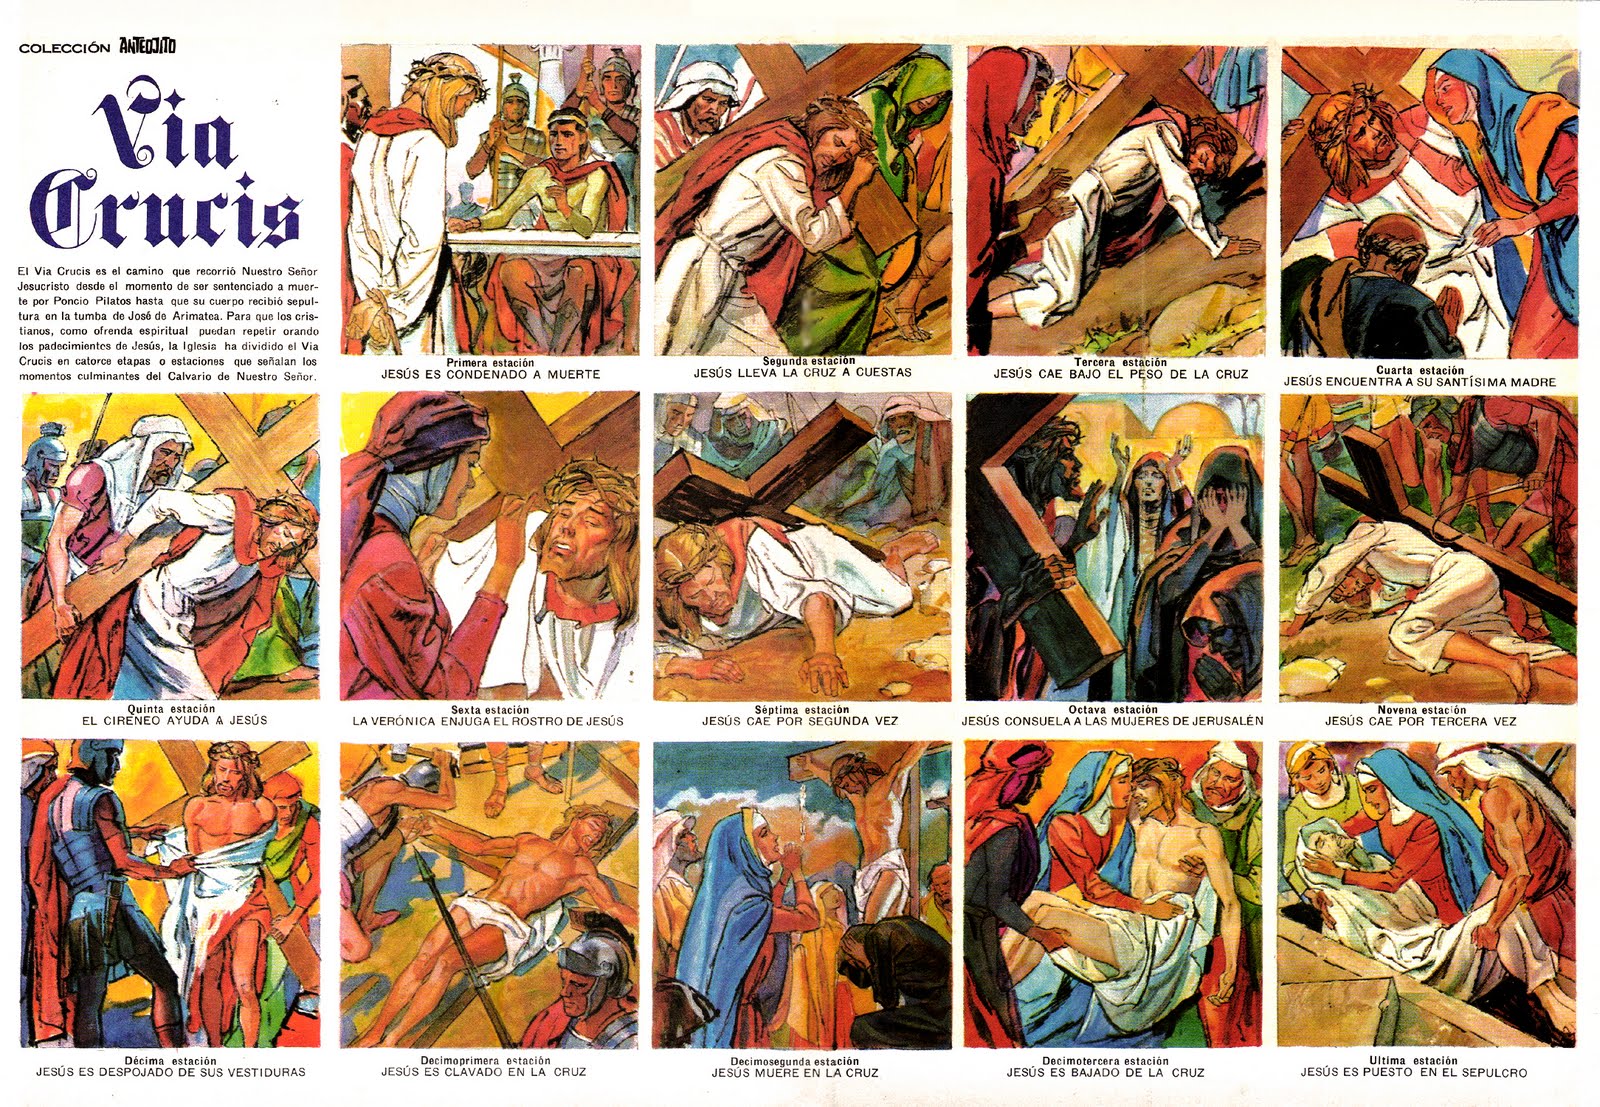 COLECCIÓN ANTEOJITO
Via
Crucis
El Via Crucis es el camino que recorrió Nuestro Señor
Jesucristo desde el momento de ser sentenciado a muer-
te por Poncio Pilatos hasta que su cuerpo recibió sepul-
tura en la tumba de José de Arimatea. Para que los cris-
tianos, como ofrenda espiritual puedan repetir orando
los padecimientos de Jesús, la Iglesia ha dividido el Via
Crucis en catorce etapas o estaciones que señalan los
momentos culminantes del Calvario de Nuestro Señor.
Primera estación
JESÚS ES CONDENADO A MUERTE
Segunda estación
JESÚS LLEVA LA CRUZ A CUESTAS
Tercera estación
JESÚS CAE BAJO EL PESO DE LA CRUZ
Cuarta estación
JESÚS ENCUENTRA A SU SANTÍSIMA MADRE
Quinta estación
EL CIRENEO AYUDA A JESÚS
Sexta estación
LA VERÓNICA ENJUGA EL ROSTRO DE JESÚS
Séptima estación
JESÚS CAE POR SEGUNDA VEZ
Octava estación
JESÚS CONSUELA A LAS MUJERES DE JERUSALÉN
Novena estación
JESÚS CAE POR TERCERA VEZ
Décima estación
JESÚS ES DESPOJADO DE SUS VESTIDURAS
Decimoprimera estación
JESÚS ES CLAVADO EN LA CRUZ
Decimosegunda estación
JESÚS MUERE EN LA CRUZ
Decimotercera estación
JESÚS ES BAJADO DE LA CRUZ
Ultima estación
JESÚS ES PUESTO EN EL SEPULCRO